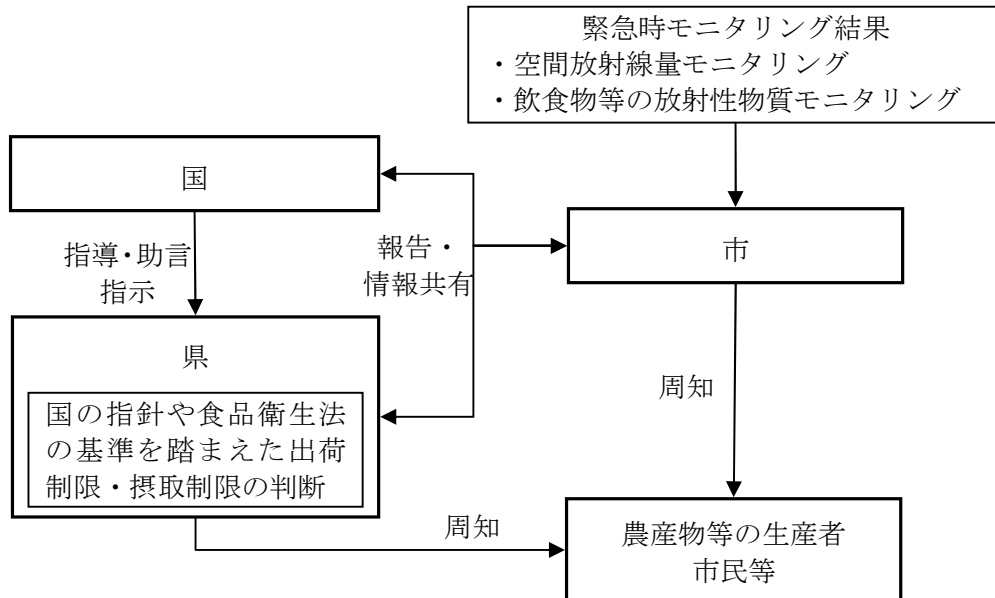 緊急時モニタリング結果
・空間放射線量モニタリング
・飲食物等の放射性物質モニタリング
国
市
指導・助言
指示
報告・
情報共有
県
国の指針や食品衛生法
の基準を踏まえた出荷
制限・摂取制限の判断
周知
周知
農産物等の生産者
市民等